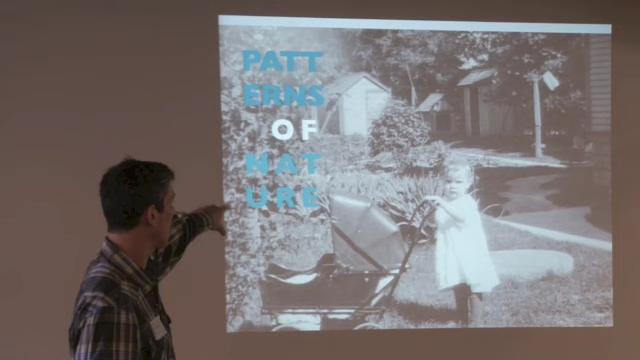 PATT
ERNS
OF
NAT
URE